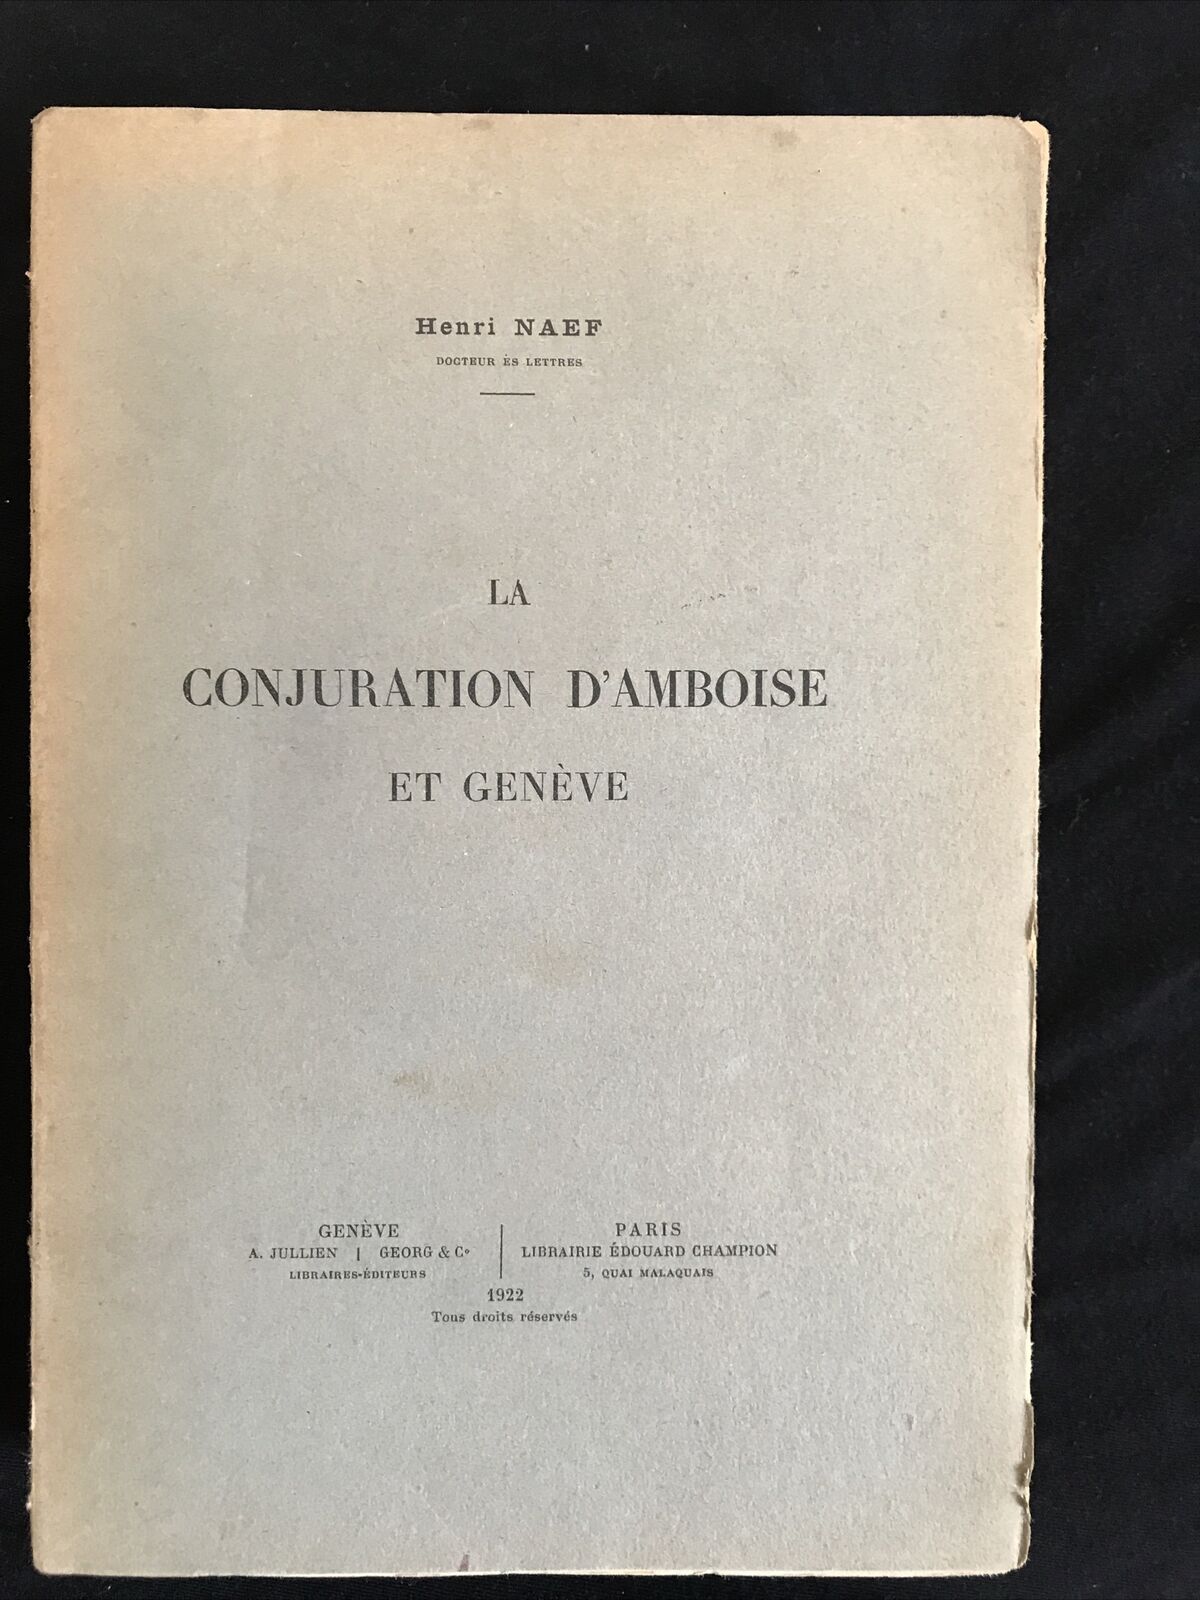 Henri NAEF
DOCTEUR ÈS LETTRES
LA
CONJURATION D'AMBOISE
ET GENÈVE
GENÈVE
A. JULLIEN | GEORG & Cº
LIBRAIRES-ÉDITEURS
PARIS
LIBRAIRIE ÉDOUARD CHAMPION
5, QUAI MALAQUAIS
1922
Tous droits réservés